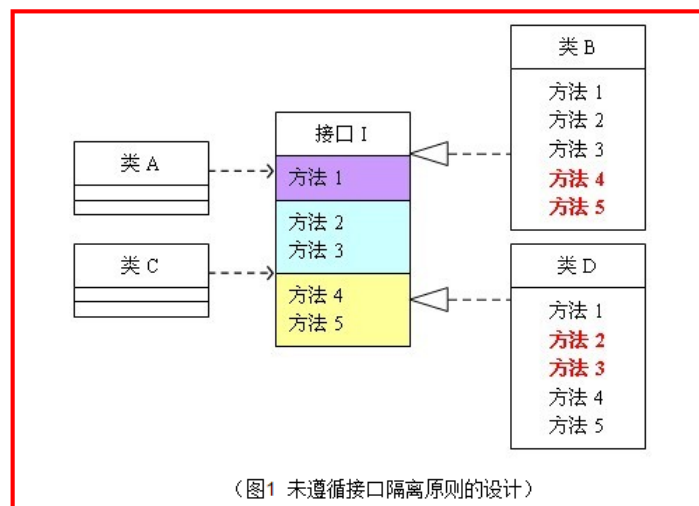 类 A
类 C
接口 I
方法 1
方法 2
方法 3
方法 4
方法 5
类 B
方法 1
方法 2
方法 3
方法 4
方法 5
类 D
方法 1
方法 2
方法 3
方法 4
方法 5
（图1 未遵循接口隔离原则的设计）